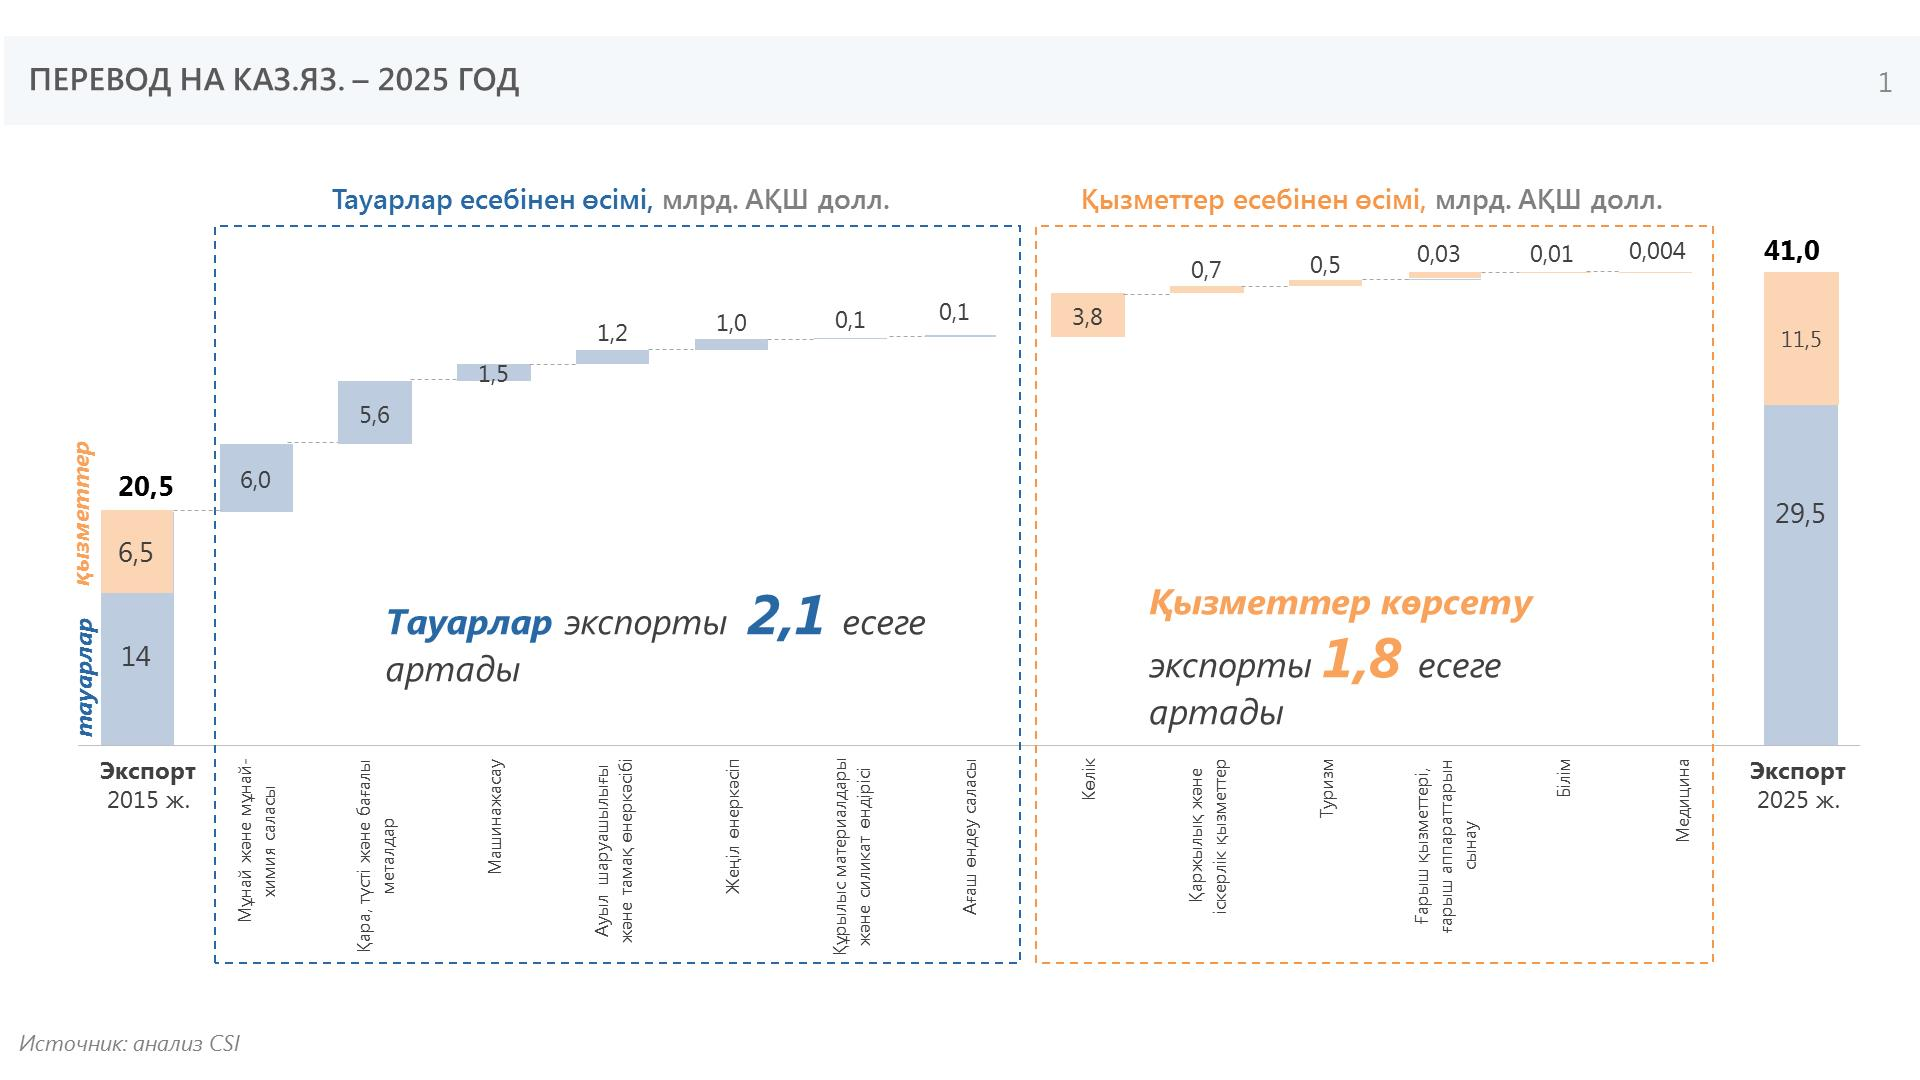 ПЕРЕВОД НА КАЗ.ЯЗ. – 2025 ГОД
1
Тауарлар есебінен өсімі, млрд. АҚШ долл.
Қызметтер есебінен өсімі, млрд. АҚШ долл.
20,5
6,5
14
қызметтер
тауарлар
6,0
5,6
1,5
1,2
1,0
0,1
0,1
3,8
0,7
0,5
0,03
0,01
0,004
41,0
11,5
29,5
Тауарлар экспорты 2,1 есеге
артады
Қызметтер көрсету
экспорты 1,8 есеге
артады
Экспорт
2015 ж.
Мұнай және мұнай-
химия саласы
Қара, түсті және бағалы
металдар
Машинажасау
Ауыл шаруашылығы
және тамақ өнеркәсібі
Жеңіл өнеркәсіп
Құрылыс материалдары
және силикат өндірісі
Ағаш өңдеу саласы
Көлік
Қаржылық және
іскерлік қызметтер
Туризм
Ғарыш қызметтері,
ғарыш аппараттарын
сынау
Білім
Медицина
Экспорт
2025 ж.
Источник: анализ CSI